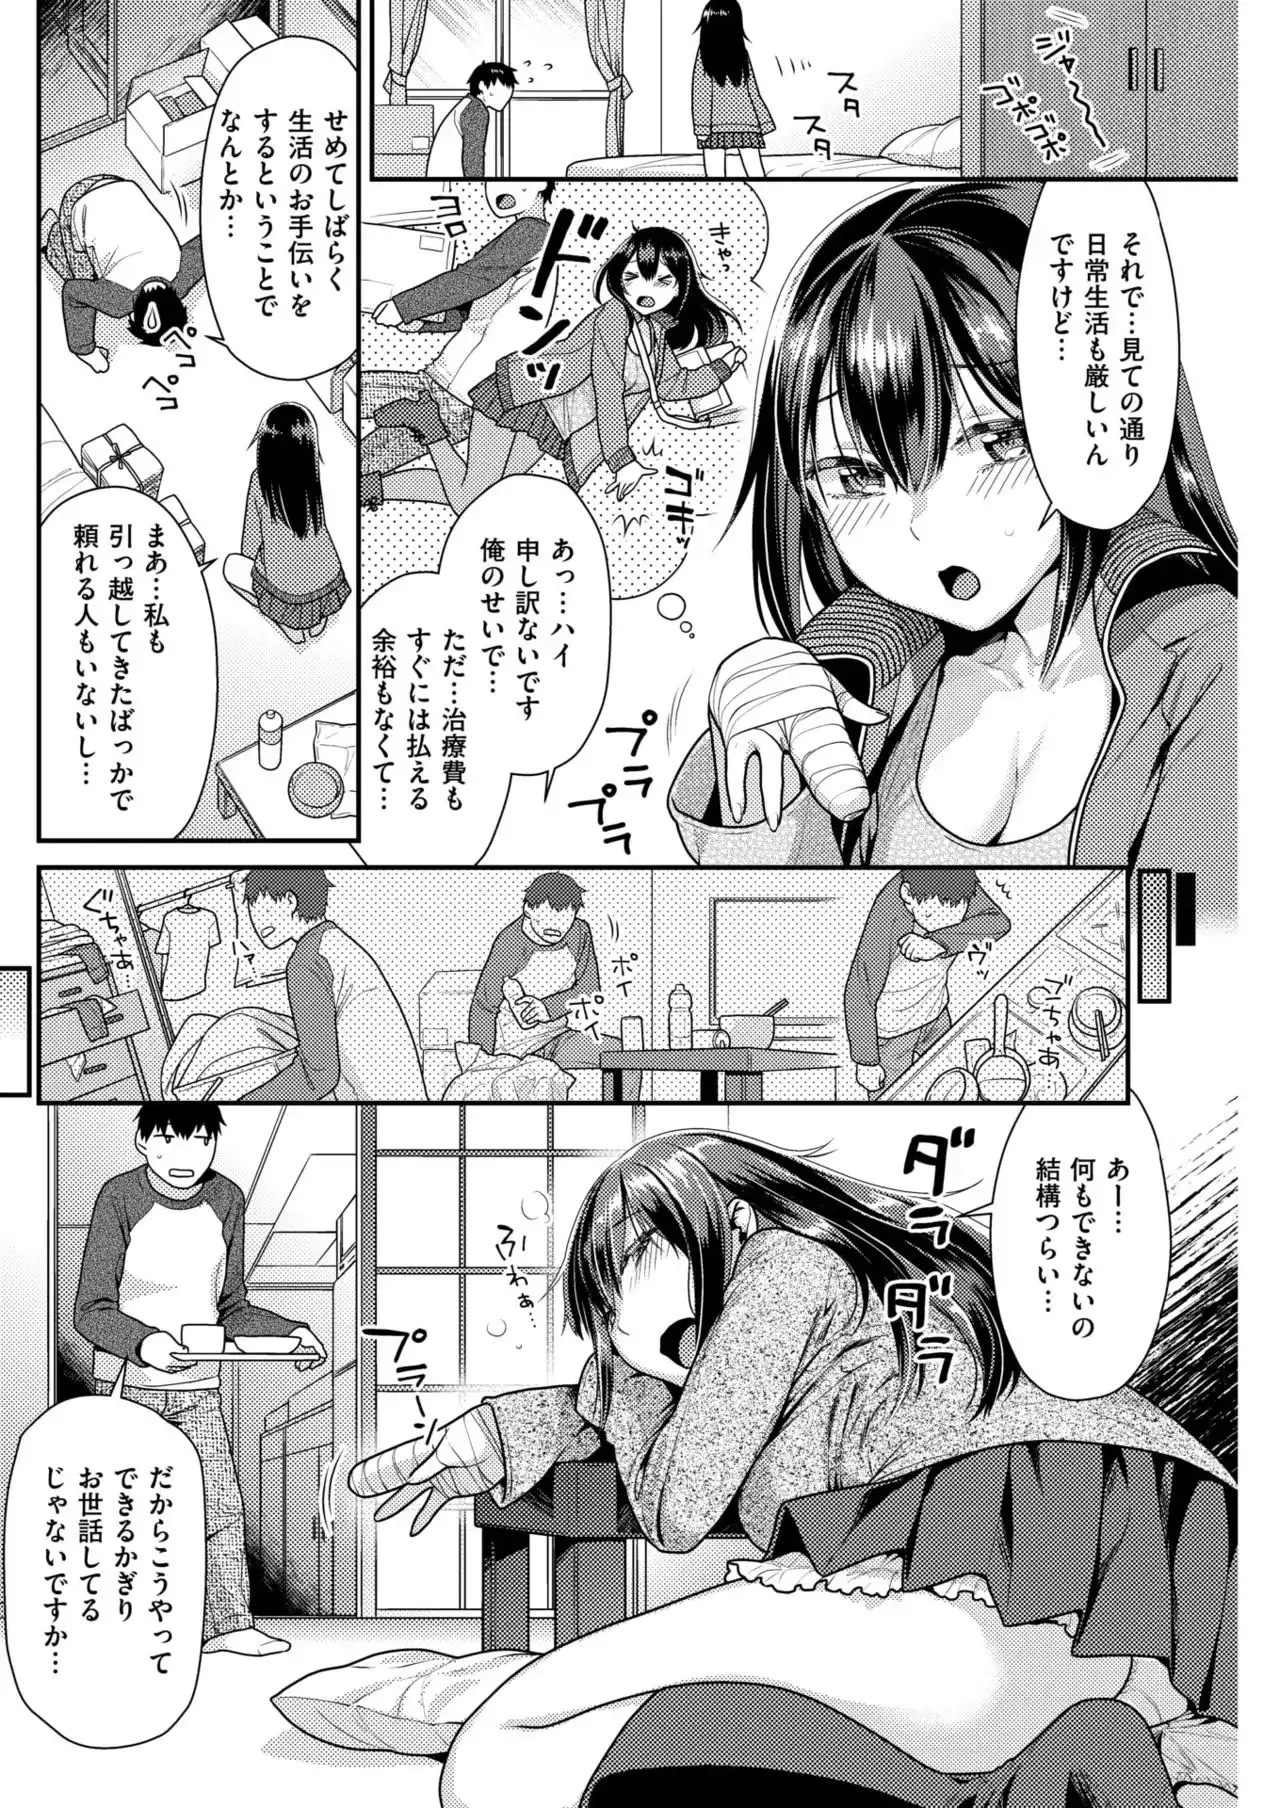 ジャ〜〜
コポコポ
スタ
スタ
それで…見ての通り
日常生活も厳しいん
ですけど…
きゃっ
ヨロ
ドンッ
ゴキッ
あっ…ハイ
申し訳ないです
俺のせいで…
ただ…治療費も
すぐには払える
余裕もなくて…
プラ
プラ
せめてしばらく
生活のお手伝いを
するということで
なんとか…
ペコ
ペコ
まあ…私も
引っ越してきたばっかで
頼れる人もいないし…
ごちゃあ…
ウッ
ポイ
ポイ
ハァ…
ぐちゃあ…
あー…
何もできないの
結構つらい…
ダラ
ダラ
ふわぁ…
プラーン
だからこうやって
できるかぎり
お世話してる
じゃないですか…